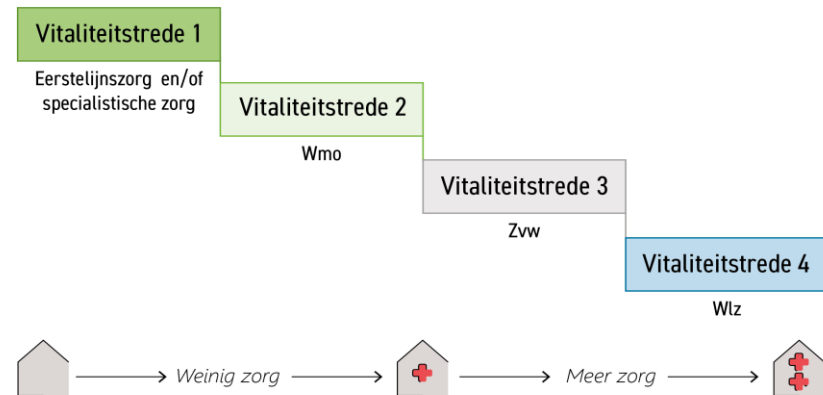 Vitaliteitstrede 1
Eerstelijnszorg en/of
specialistische zorg
Vitaliteitstrede 2
Wmo
Vitaliteitstrede 3
Zvw
Vitaliteitstrede 4
Wlz
Weinig zorg
Meer zorg